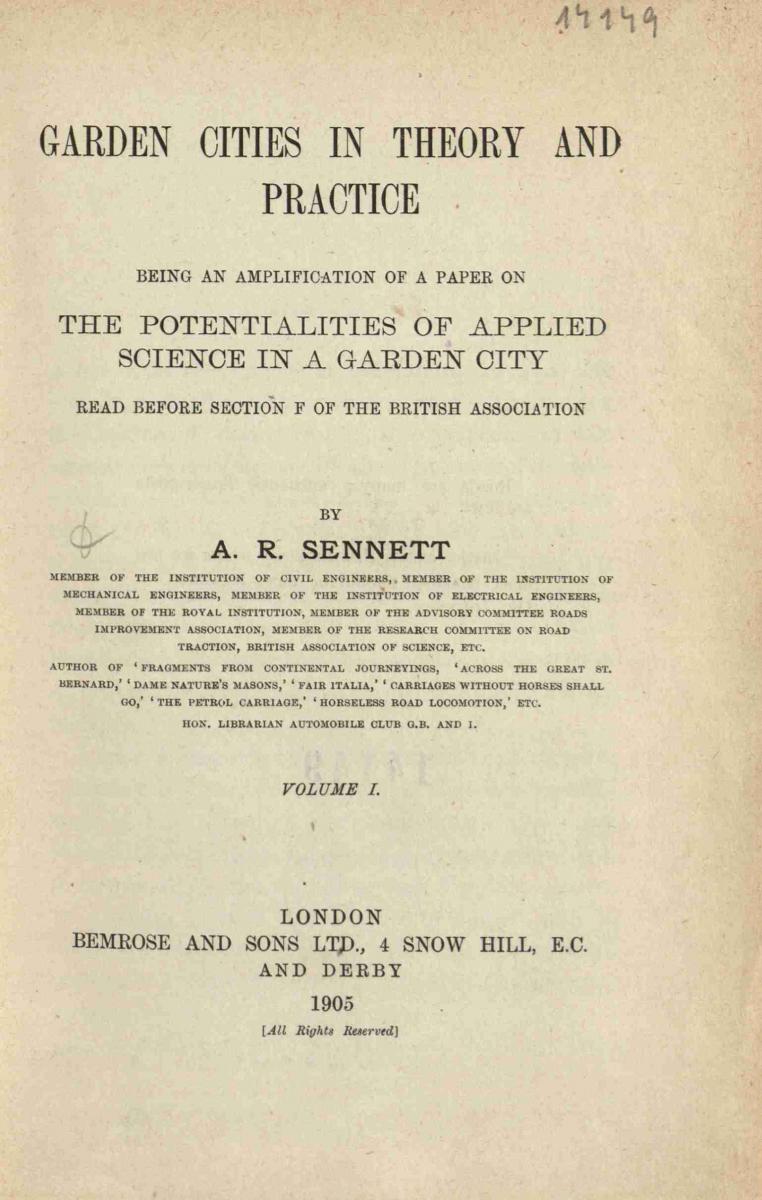 14149
GARDEN CITIES IN THEORY AND
PRACTICE
BEING AN AMPLIFICATION OF A PAPER ON
THE POTENTIALITIES OF APPLIED
SCIENCE IN A GARDEN CITY
READ BEFORE SECTION F OF THE BRITISH ASSOCIATION
BY
A. R. SENNETT
MEMBER OF THE INSTITUTION OF CIVIL ENGINEERS, MEMBER OF THE INSTITUTION OF
MECHANICAL ENGINEERS, MEMBER OF THE INSTITUTION OF ELECTRICAL ENGINEERS,
MEMBER OF THE ROYAL INSTITUTION, MEMBER OF THE ADVISORY COMMITTEE ROADS
IMPROVEMENT ASSOCIATION, MEMBER OF THE RESEARCH COMMITTEE ON ROAD
TRACTION, BRITISH ASSOCIATION OF SCIENCE, ETC.
AUTHOR OF ‘FRAGMENTS FROM CONTINENTAL JOURNEYINGS, ‘ACROSS THE GREAT ST.
BERNARD,’ ‘DAME NATURE'S MASONS,’ ‘FAIR ITALIA,’ ‘CARRIAGES WITHOUT HORSES SHALL
GO,’ ‘THE PETROL CARRIAGE,’ ‘HORSELESS ROAD LOCOMOTION,’ ETC.
HON. LIBRARIAN AUTOMOBILE CLUB G.B. AND I.
VOLUME I.
LONDON
BEMROSE AND SONS LTD., 4 SNOW HILL, E.C.
AND DERBY
1905
[All Rights Reserved]